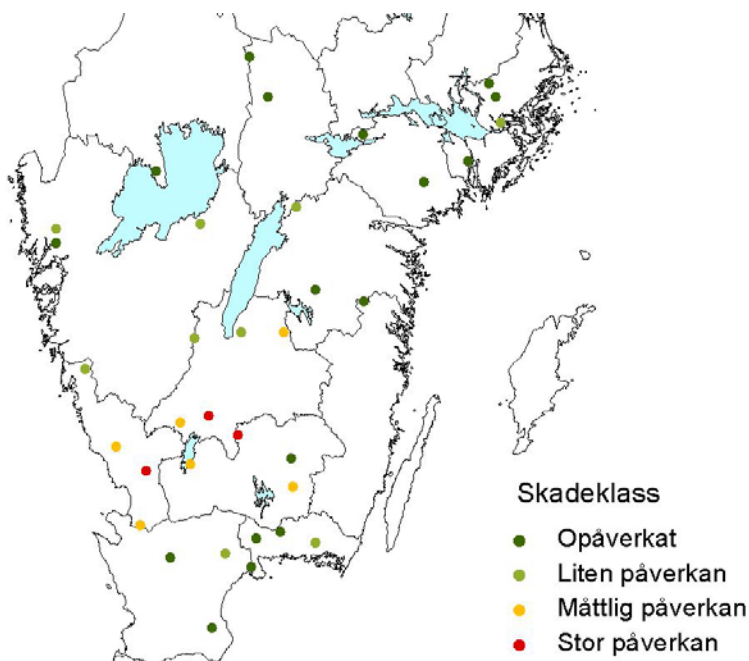 Skadeklass
Opåverkat
Liten påverkan
Måttlig påverkan
Stor påverkan